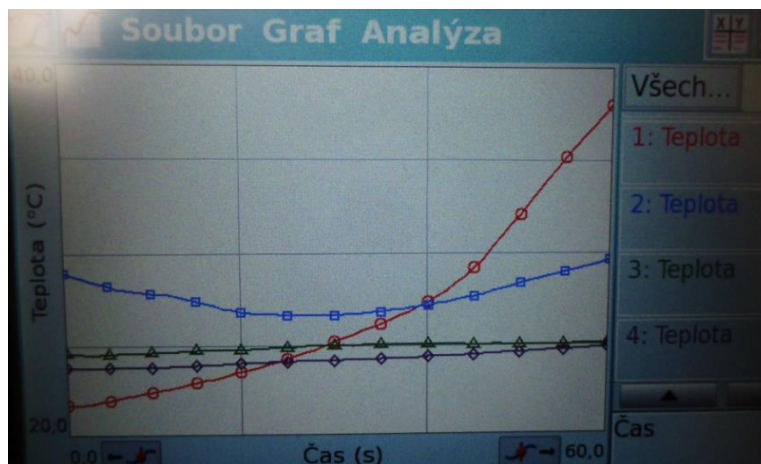 Soubor Graf Analýza
X Y
40,0
Všech...
1: Teplota
2: Teplota
Teplota (°C)
3: Teplota
4: Teplota
20,0
Čas
0,0
Čas (s)
60,0